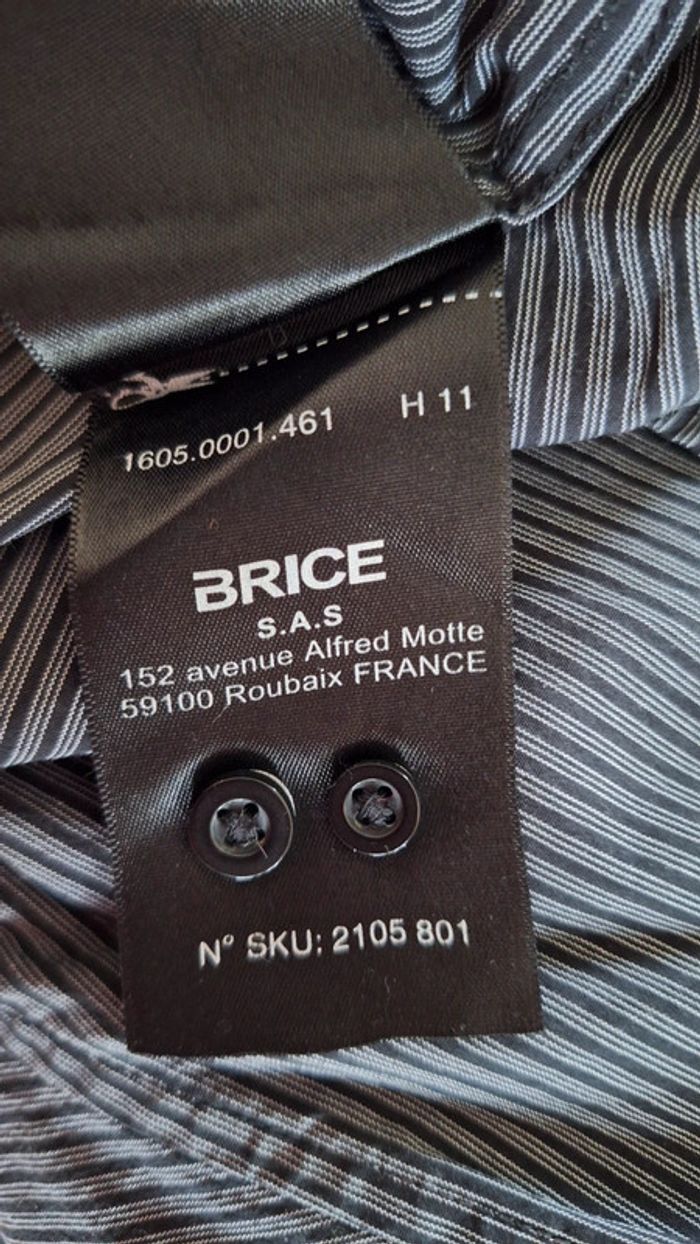 1605.0001.461 H 11
BRICE
S.A.S
152 avenue Alfred Motte
59100 Roubaix FRANCE
N° SKU: 2105 801